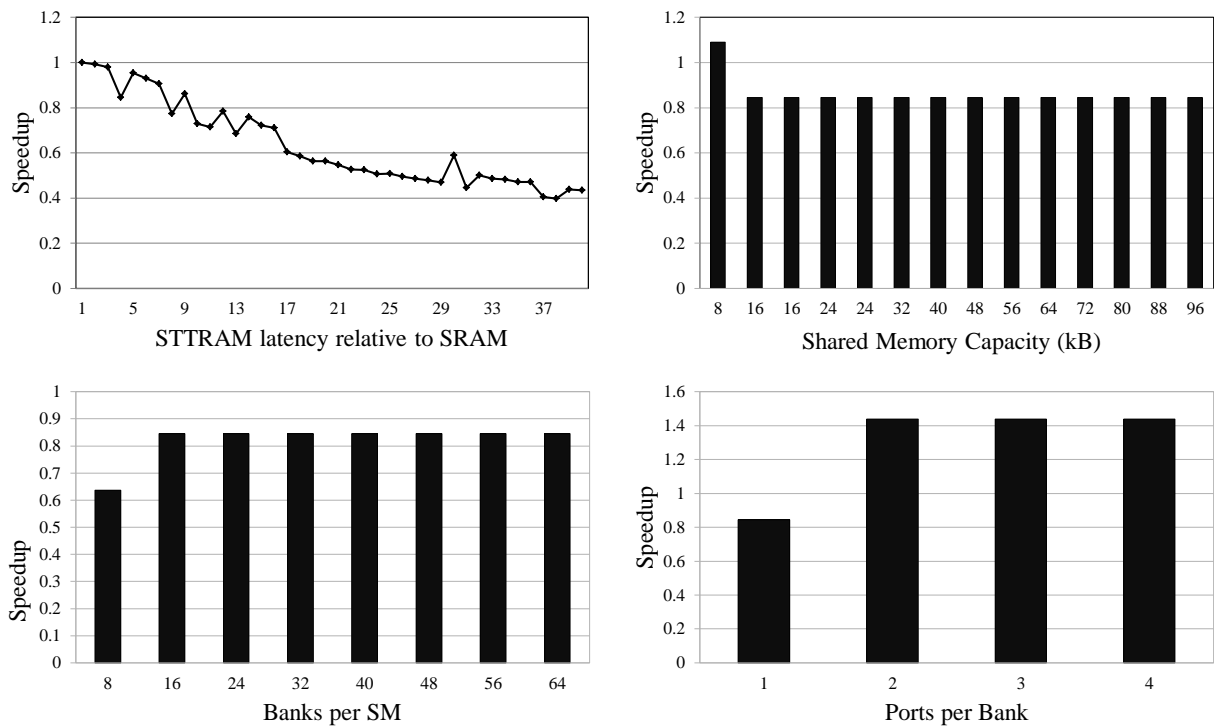 1.2
1
0.8
0.6
0.4
0.2
0
Speedup
1 5 9 13 17 21 25 29 33 37
STTRAM latency relative to SRAM
1.2
1
0.8
0.6
0.4
0.2
0
Speedup
8 16 16 24 24 32 40 48 56 64 72 80 88 96
Shared Memory Capacity (kB)
1
0.9
0.8
0.7
0.6
0.5
0.4
0.3
0.2
0.1
0
Speedup
8 16 24 32 40 48 56 64
Banks per SM
1.6
1.4
1.2
1
0.8
0.6
0.4
0.2
0
Speedup
1 2 3 4
Ports per Bank